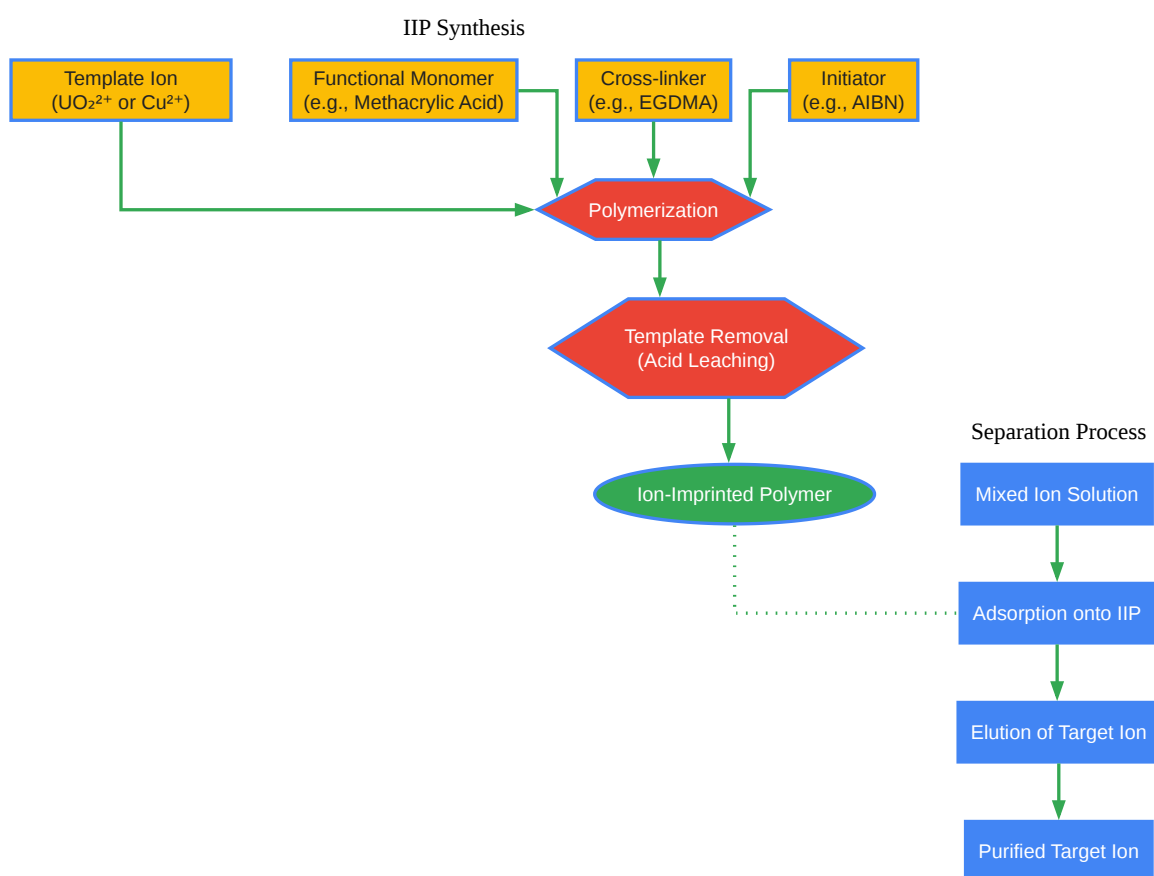 IIP Synthesis
Template Ion
(UO₂²⁺ or Cu²⁺)
Functional Monomer
(e.g., Methacrylic Acid)
Cross-linker
(e.g., EGDMA)
Initiator
(e.g., AIBN)
Polymerization
Template Removal
(Acid Leaching)
Ion-Imprinted Polymer
Separation Process
Mixed Ion Solution
Adsorption onto IIP
Elution of Target Ion
Purified Target Ion